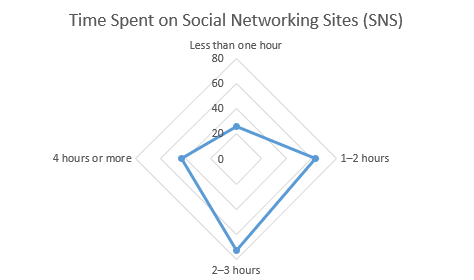 Time Spent on Social Networking Sites (SNS)
Less than one hour
80
60
40
20
0
4 hours or more
1–2 hours
2–3 hours